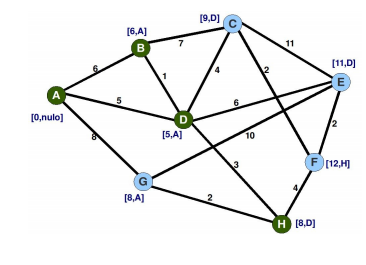 [9,D]
C
[6,A]
7
11
B
[11,D]
6
1
4
2
E
A
5
6
2
[0,nulo]
D
[5,A]
8
10
F
[12,H]
3
G
4
[8,A]
2
H
[8,D]